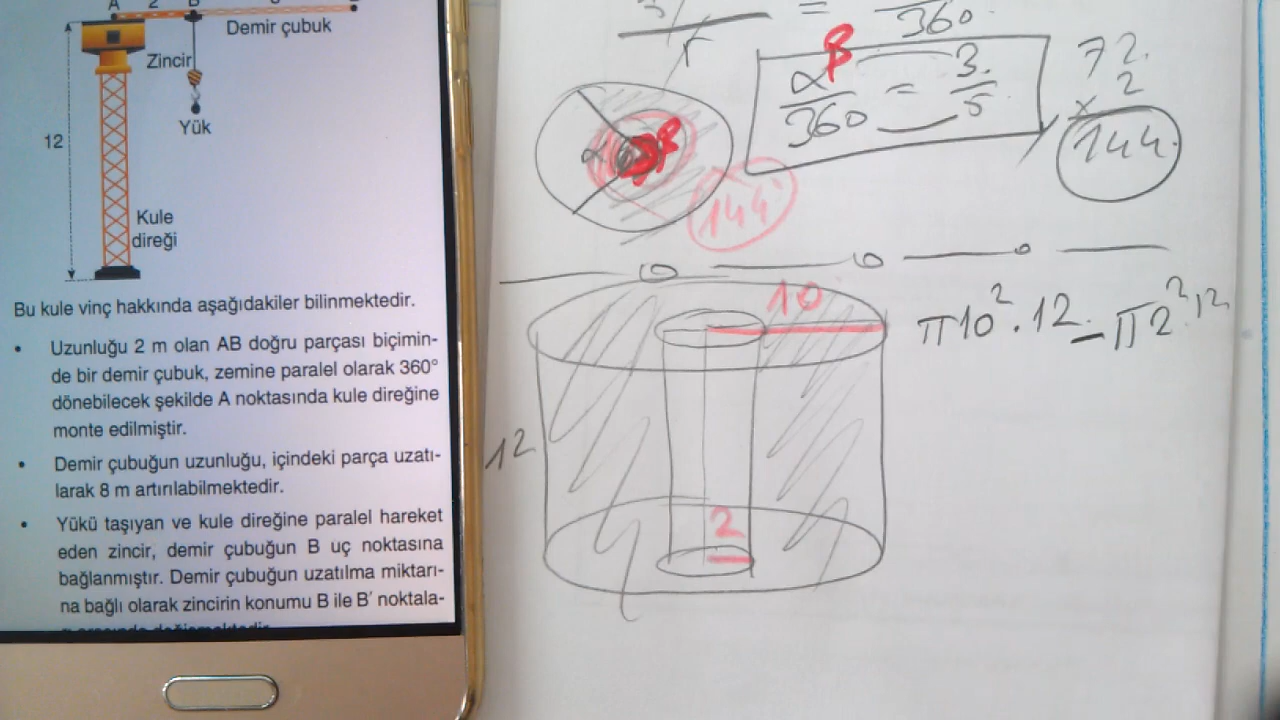 A 2 B
Demir çubuk
Zincir
Yük
12
Kule
direği
Bu kule vinç hakkında aşağıdakiler bilinmektedir.
• Uzunluğu 2 m olan AB doğru parçası biçimin-
de bir demir çubuk, zemine paralel olarak 360°
dönebilecek şekilde A noktasında kule direğine
monte edilmiştir.
• Demir çubuğun uzunluğu, içindeki parça uzatı-
larak 8 m artırılabilmektedir.
• Yükü taşıyan ve kule direğine paralel hareket
eden zincir, demir çubuğun B uç noktasına
bağlanmıştır. Demir çubuğun uzatılma miktarı-
na bağlı olarak zincirin konumu B ile B′ noktala-
= 360
r
β
α/360 = 3/5
72
x 2
144
α β
144
10
π10².12 - π2².12
12
2